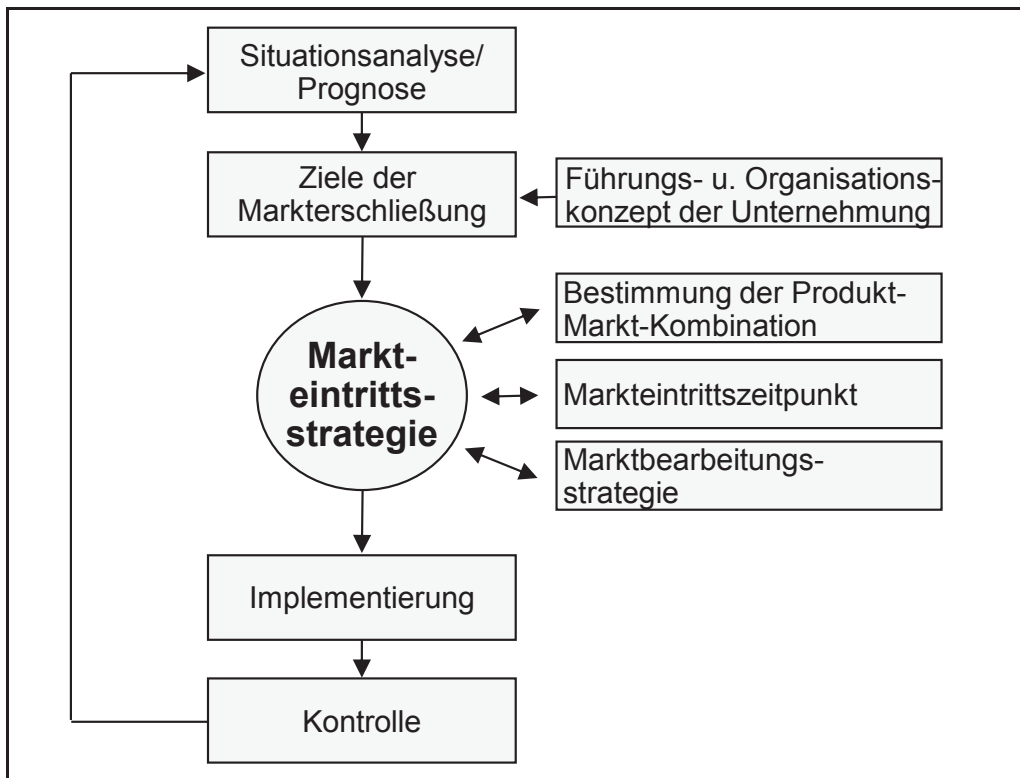 Situationsanalyse/
Prognose
Ziele der
Markterschließung
Führungs- u. Organisations-
konzept der Unternehmung
Markt-
eintritts-
strategie
Bestimmung der Produkt-
Markt-Kombination
Markteintrittszeitpunkt
Marktbearbeitungs-
strategie
Implementierung
Kontrolle